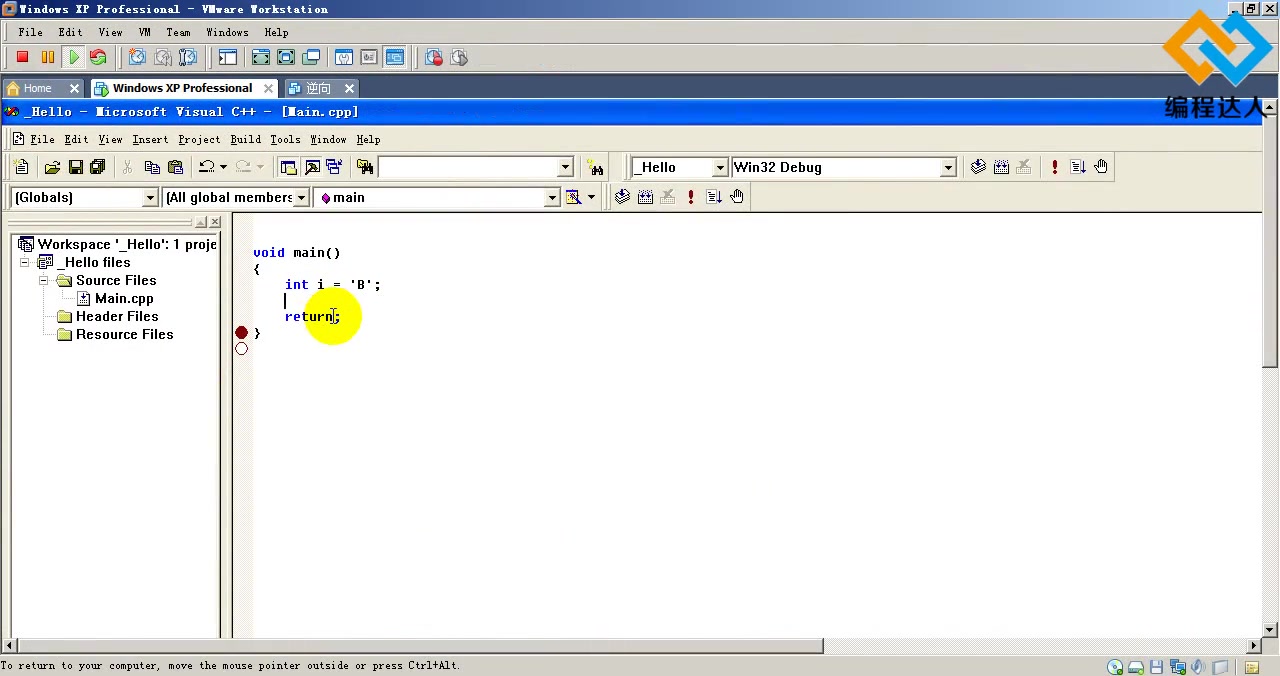 Windows XP Professional - VMware Workstation
File Edit View VM Team Windows Help
Home Windows XP Professional 逆向
编程达人
_Hello - Microsoft Visual C++ - [Main.cpp]
File Edit View Insert Project Build Tools Window Help
_Hello Win32 Debug
(Globals) (All global members main
Workspace '_Hello': 1 proje
_Hello files
Source Files
Main.cpp
Header Files
Resource Files
void main()
{
int i = 'B';
return;
}
To return to your computer, move the mouse pointer outside or press Ctrl+Alt.